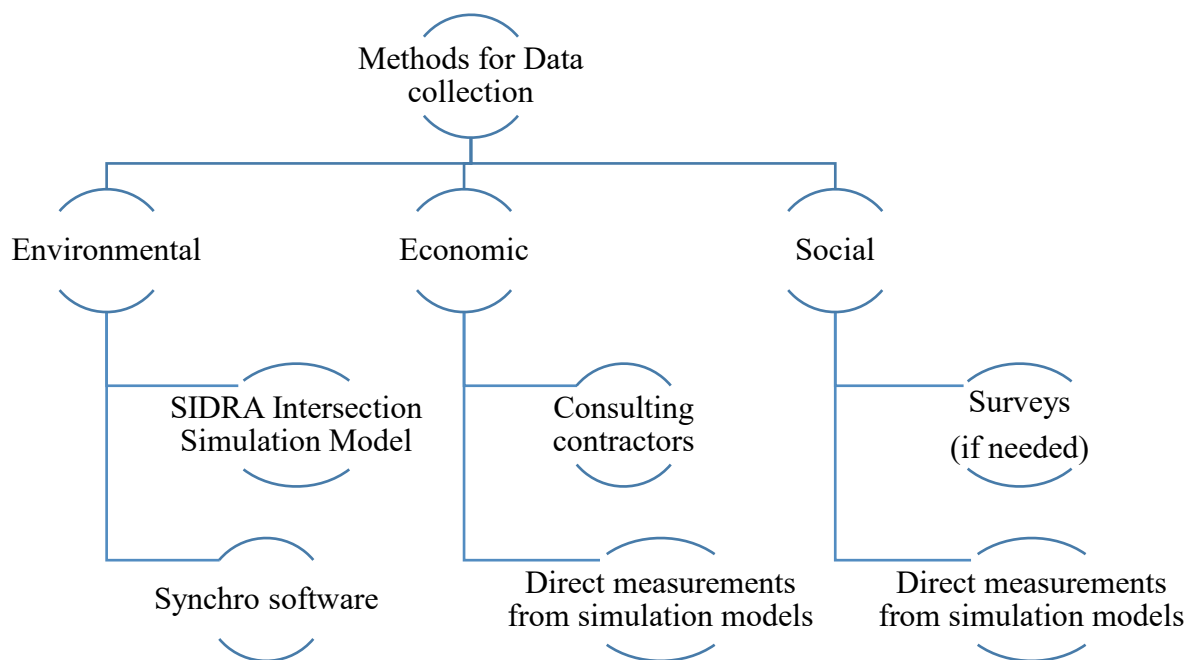 Methods for Data
collection
Environmental
Economic
Social
SIDRA Intersection
Simulation Model
Consulting
contractors
Surveys
(if needed)
Synchro software
Direct measurements
from simulation models
Direct measurements
from simulation models